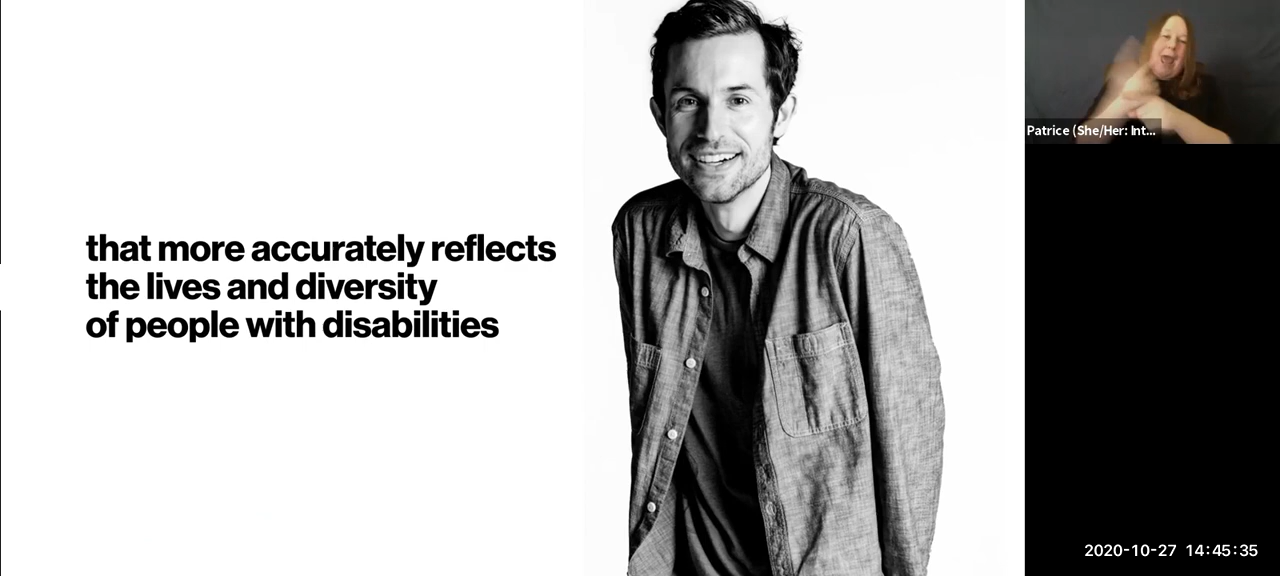 that more accurately reflects
the lives and diversity
of people with disabilities
Patrice (She/Her: Int...
2020-10-27 14:45:35